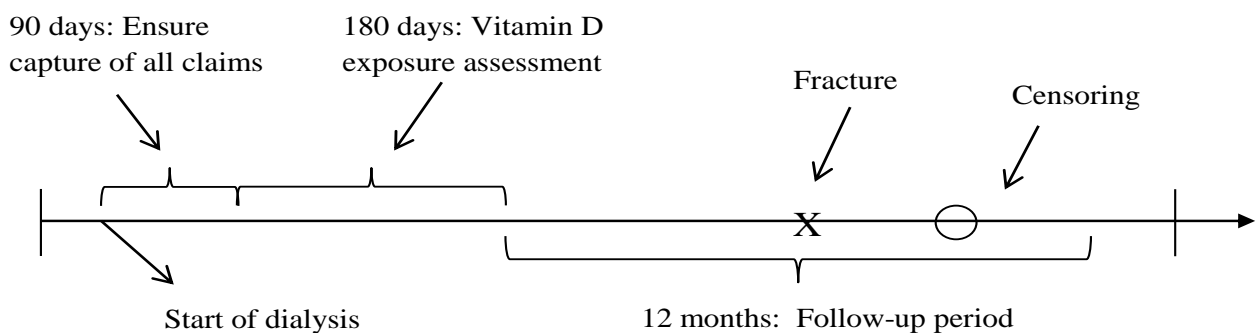 90 days: Ensure
capture of all claims
180 days: Vitamin D
exposure assessment
Fracture
Censoring
X
Start of dialysis
12 months: Follow-up period